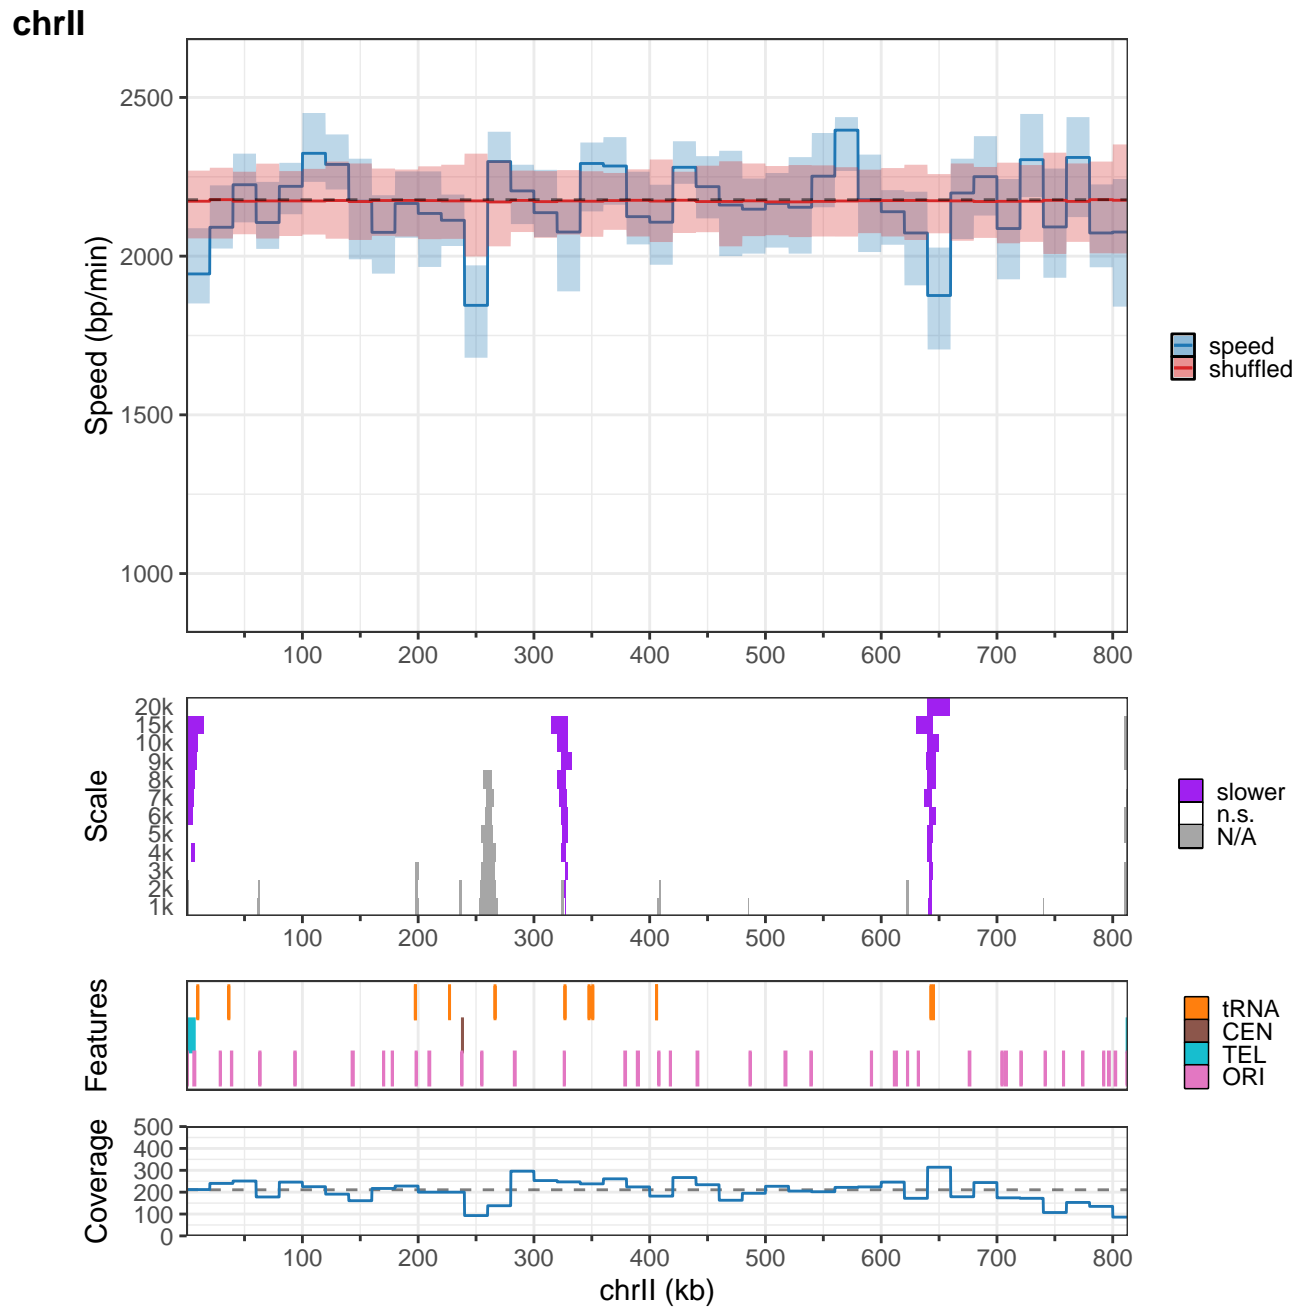 chrII
Speed (bp/min)
2500
2000
1500
1000
100 200 300 400 500 600 700 800
speed
shuffled
Scale
20k
15k
10k
9k
8k
7k
6k
5k
4k
3k
2k
1k
100 200 300 400 500 600 700 800
slower
n.s.
N/A
Features
tRNA
CEN
TEL
ORI
Coverage
500
400
300
200
100
0
100 200 300 400 500 600 700 800
chrII (kb)